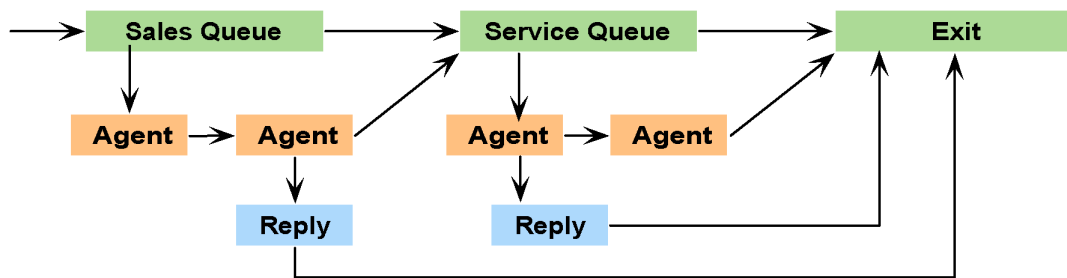 Sales Queue
Service Queue
Exit
Agent
Agent
Agent
Agent
Reply
Reply